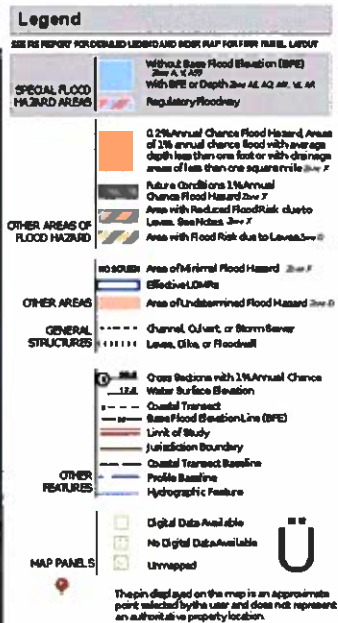 Legend
SEE FIS REPORT FOR DETAILED LEGEND AND INDEX MAP FOR FIRM PANEL LAYOUT
SPECIAL FLOOD
HAZARD AREAS
Without Base Flood Elevation (BFE)
Zone A, V, A99
With BFE or Depth Zone AE, AO, AH, VE, AR
Regulatory Floodway
OTHER AREAS OF
FLOOD HAZARD
0.2% Annual Chance Flood Hazard, Areas
of 1% annual chance flood with average
depth less than one foot or with drainage
areas of less than one square mile Zone X
Future Conditions 1% Annual
Chance Flood Hazard Zone X
Area with Reduced Flood Risk due to
Levee. See Notes. Zone X
Area with Flood Risk due to Levee Zone D
OTHER AREAS
NO SCREEN Area of Minimal Flood Hazard Zone X
Effective LOMRs
Area of Undetermined Flood Hazard Zone D
GENERAL
STRUCTURES
Channel, Culvert, or Storm Sewer
Levee, Dike, or Floodwall
OTHER
FEATURES
Cross Sections with 1% Annual Chance
17.5 Water Surface Elevation
Coastal Transect
Base Flood Elevation Line (BFE)
Limit of Study
Jurisdiction Boundary
Coastal Transect Baseline
Profile Baseline
Hydrographic Feature
MAP PANELS
Digital Data Available
No Digital Data Available
Unmapped
Ü
The pin displayed on the map is an approximate
point selected by the user and does not represent
an authoritative property location.